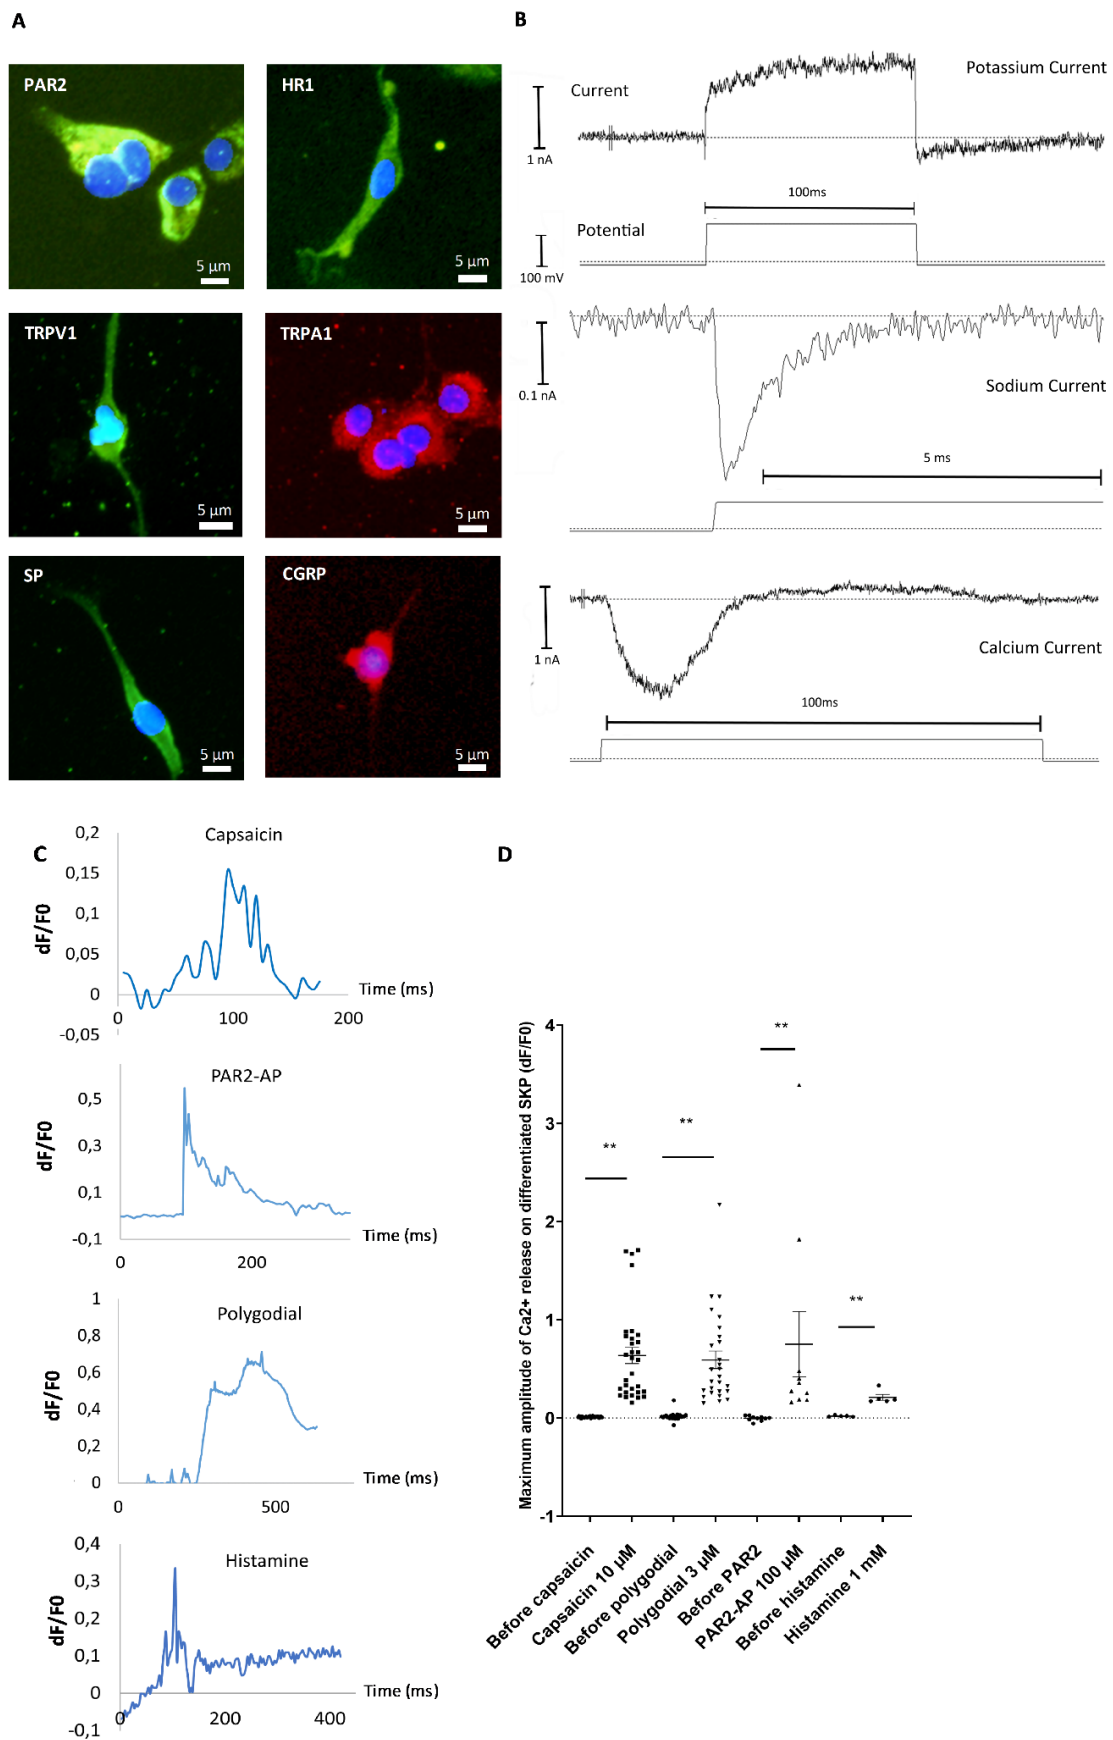 A
B
PAR2
HR1
5 µm
5 µm
TRPV1
TRPA1
5 µm
5 µm
SP
CGRP
5 µm
5 µm
Current
Potassium Current
1 nA
100ms
Potential
100 mV
0.1 nA
Sodium Current
5 ms
1 nA
Calcium Current
100ms
C
Capsaicin
dF/F0
0,2
0,15
0,1
0,05
0
-0,05
0
100
200
Time (ms)
PAR2-AP
dF/F0
0,5
0,3
0,1
-0,1
0
200
Time (ms)
Polygodial
dF/F0
1
0,8
0,6
0,4
0,2
0
0
500
Time (ms)
Histamine
dF/F0
0,4
0,3
0,2
0,1
0
-0,1
0
200
400
Time (ms)
D
Maximum amplitude of Ca2+ release on differentiated SKP (dF/F0)
4
3
2
1
0
-1
**
**
**
**
Before capsaicin
Capsaicin 10 µM
Before polygodial
Polygodial 3 µM
Before PAR2
PAR2-AP 100 µM
Before histamine
Histamine 1 mM